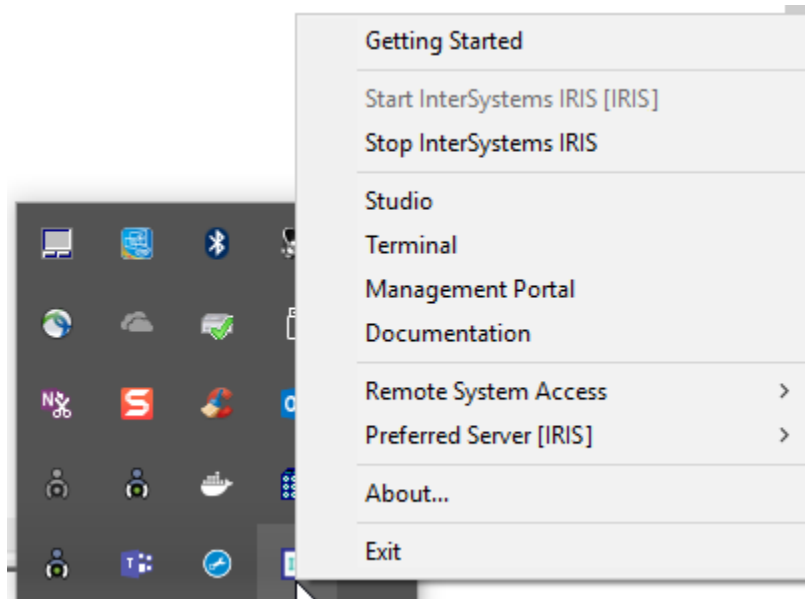 Getting Started
Start InterSystems IRIS [IRIS]
Stop InterSystems IRIS
Studio
Terminal
Management Portal
Documentation
Remote System Access
Preferred Server [IRIS]
About...
Exit